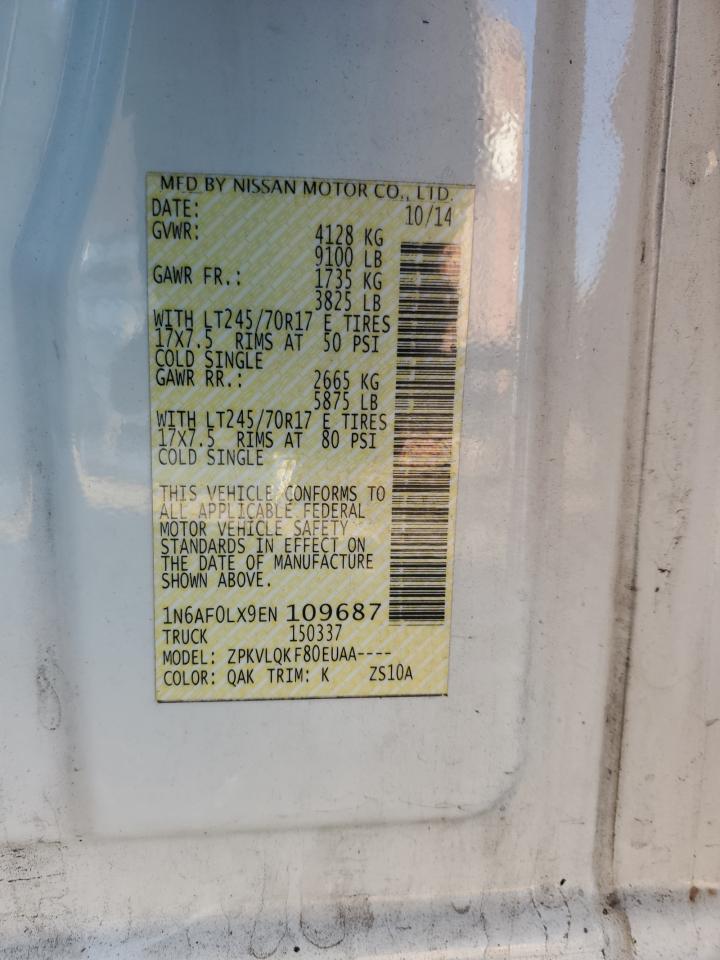 MFD BY NISSAN MOTOR CO., LTD.
DATE: 10/14
GVWR: 4128 KG
9100 LB
GAWR FR.: 1735 KG
3825 LB
WITH LT245/70R17 E TIRES
17X7.5 RIMS AT 50 PSI
COLD SINGLE
GAWR RR.: 2665 KG
5875 LB
WITH LT245/70R17 E TIRES
17X7.5 RIMS AT 80 PSI
COLD SINGLE
THIS VEHICLE CONFORMS TO
ALL APPLICABLE FEDERAL
MOTOR VEHICLE SAFETY
STANDARDS IN EFFECT ON
THE DATE OF MANUFACTURE
SHOWN ABOVE.
1N6AF0LX9EN 109687
TRUCK 150337
MODEL: ZPKVLQKF80EUAA----
COLOR: QAK TRIM: K ZS10A